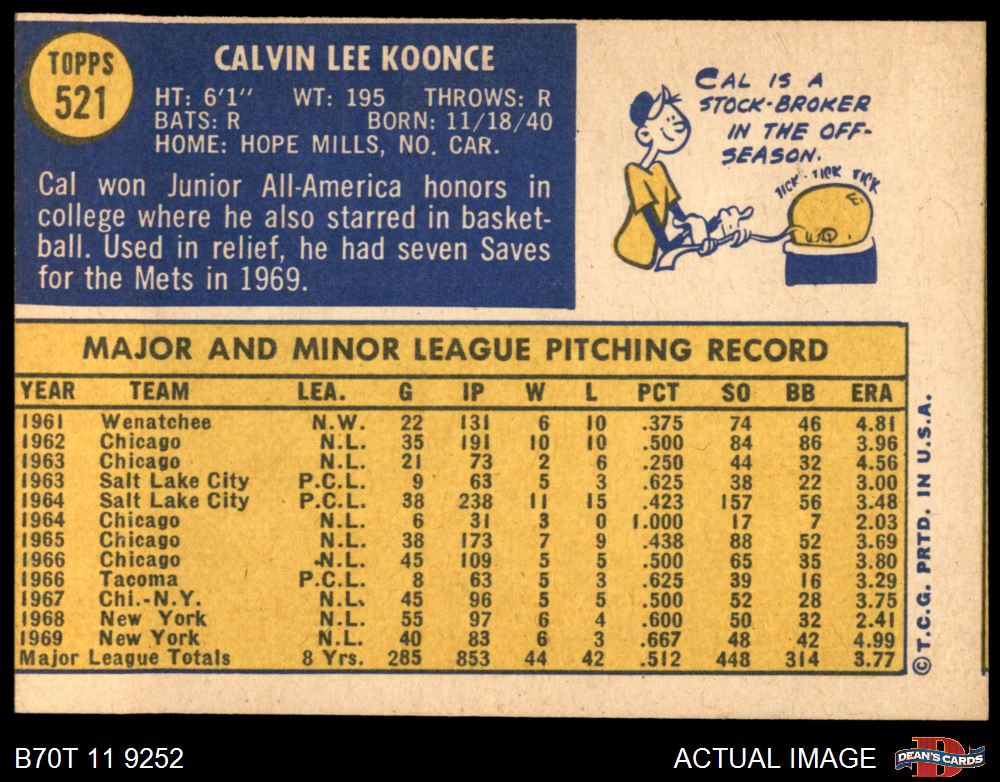 TOPPS
521
CALVIN LEE KOONCE
HT: 6'1" WT: 195 THROWS: R
BATS: R BORN: 11/18/40
HOME: HOPE MILLS, NO. CAR.
Cal won Junior All-America honors in
college where he also starred in basket-
ball. Used in relief, he had seven Saves
for the Mets in 1969.
CAL IS A
STOCK-BROKER
IN THE OFF-
SEASON.
TICK - TICK TICK
MAJOR AND MINOR LEAGUE PITCHING RECORD
YEAR TEAM LEA. G IP W L PCT SO BB ERA
1961 Wenatchee N.W. 22 131 6 10 .375 74 46 4.81
1962 Chicago N.L. 35 191 10 10 .500 84 86 3.96
1963 Chicago N.L. 21 73 2 6 .250 44 32 4.56
1963 Salt Lake City P.C.L. 9 63 5 3 .625 38 22 3.00
1964 Salt Lake City P.C.L. 38 238 11 15 .423 157 56 3.48
1964 Chicago N.L. 6 31 3 0 1.000 17 7 2.03
1965 Chicago N.L. 38 173 7 9 .438 88 52 3.69
1966 Chicago N.L. 45 109 5 5 .500 65 35 3.80
1966 Tacoma P.C.L. 8 63 5 3 .625 39 16 3.29
1967 Chi.-N.Y. N.L. 45 96 5 5 .500 52 28 3.75
1968 New York N.L. 55 97 6 4 .600 50 32 2.41
1969 New York N.L. 40 83 6 3 .667 48 42 4.99
Major League Totals 8 Yrs. 285 853 44 42 .512 448 314 3.77
© T.C.G. PRTD. IN U.S.A.
B70T 11 9252
ACTUAL IMAGE
D
DEAN'S CARDS